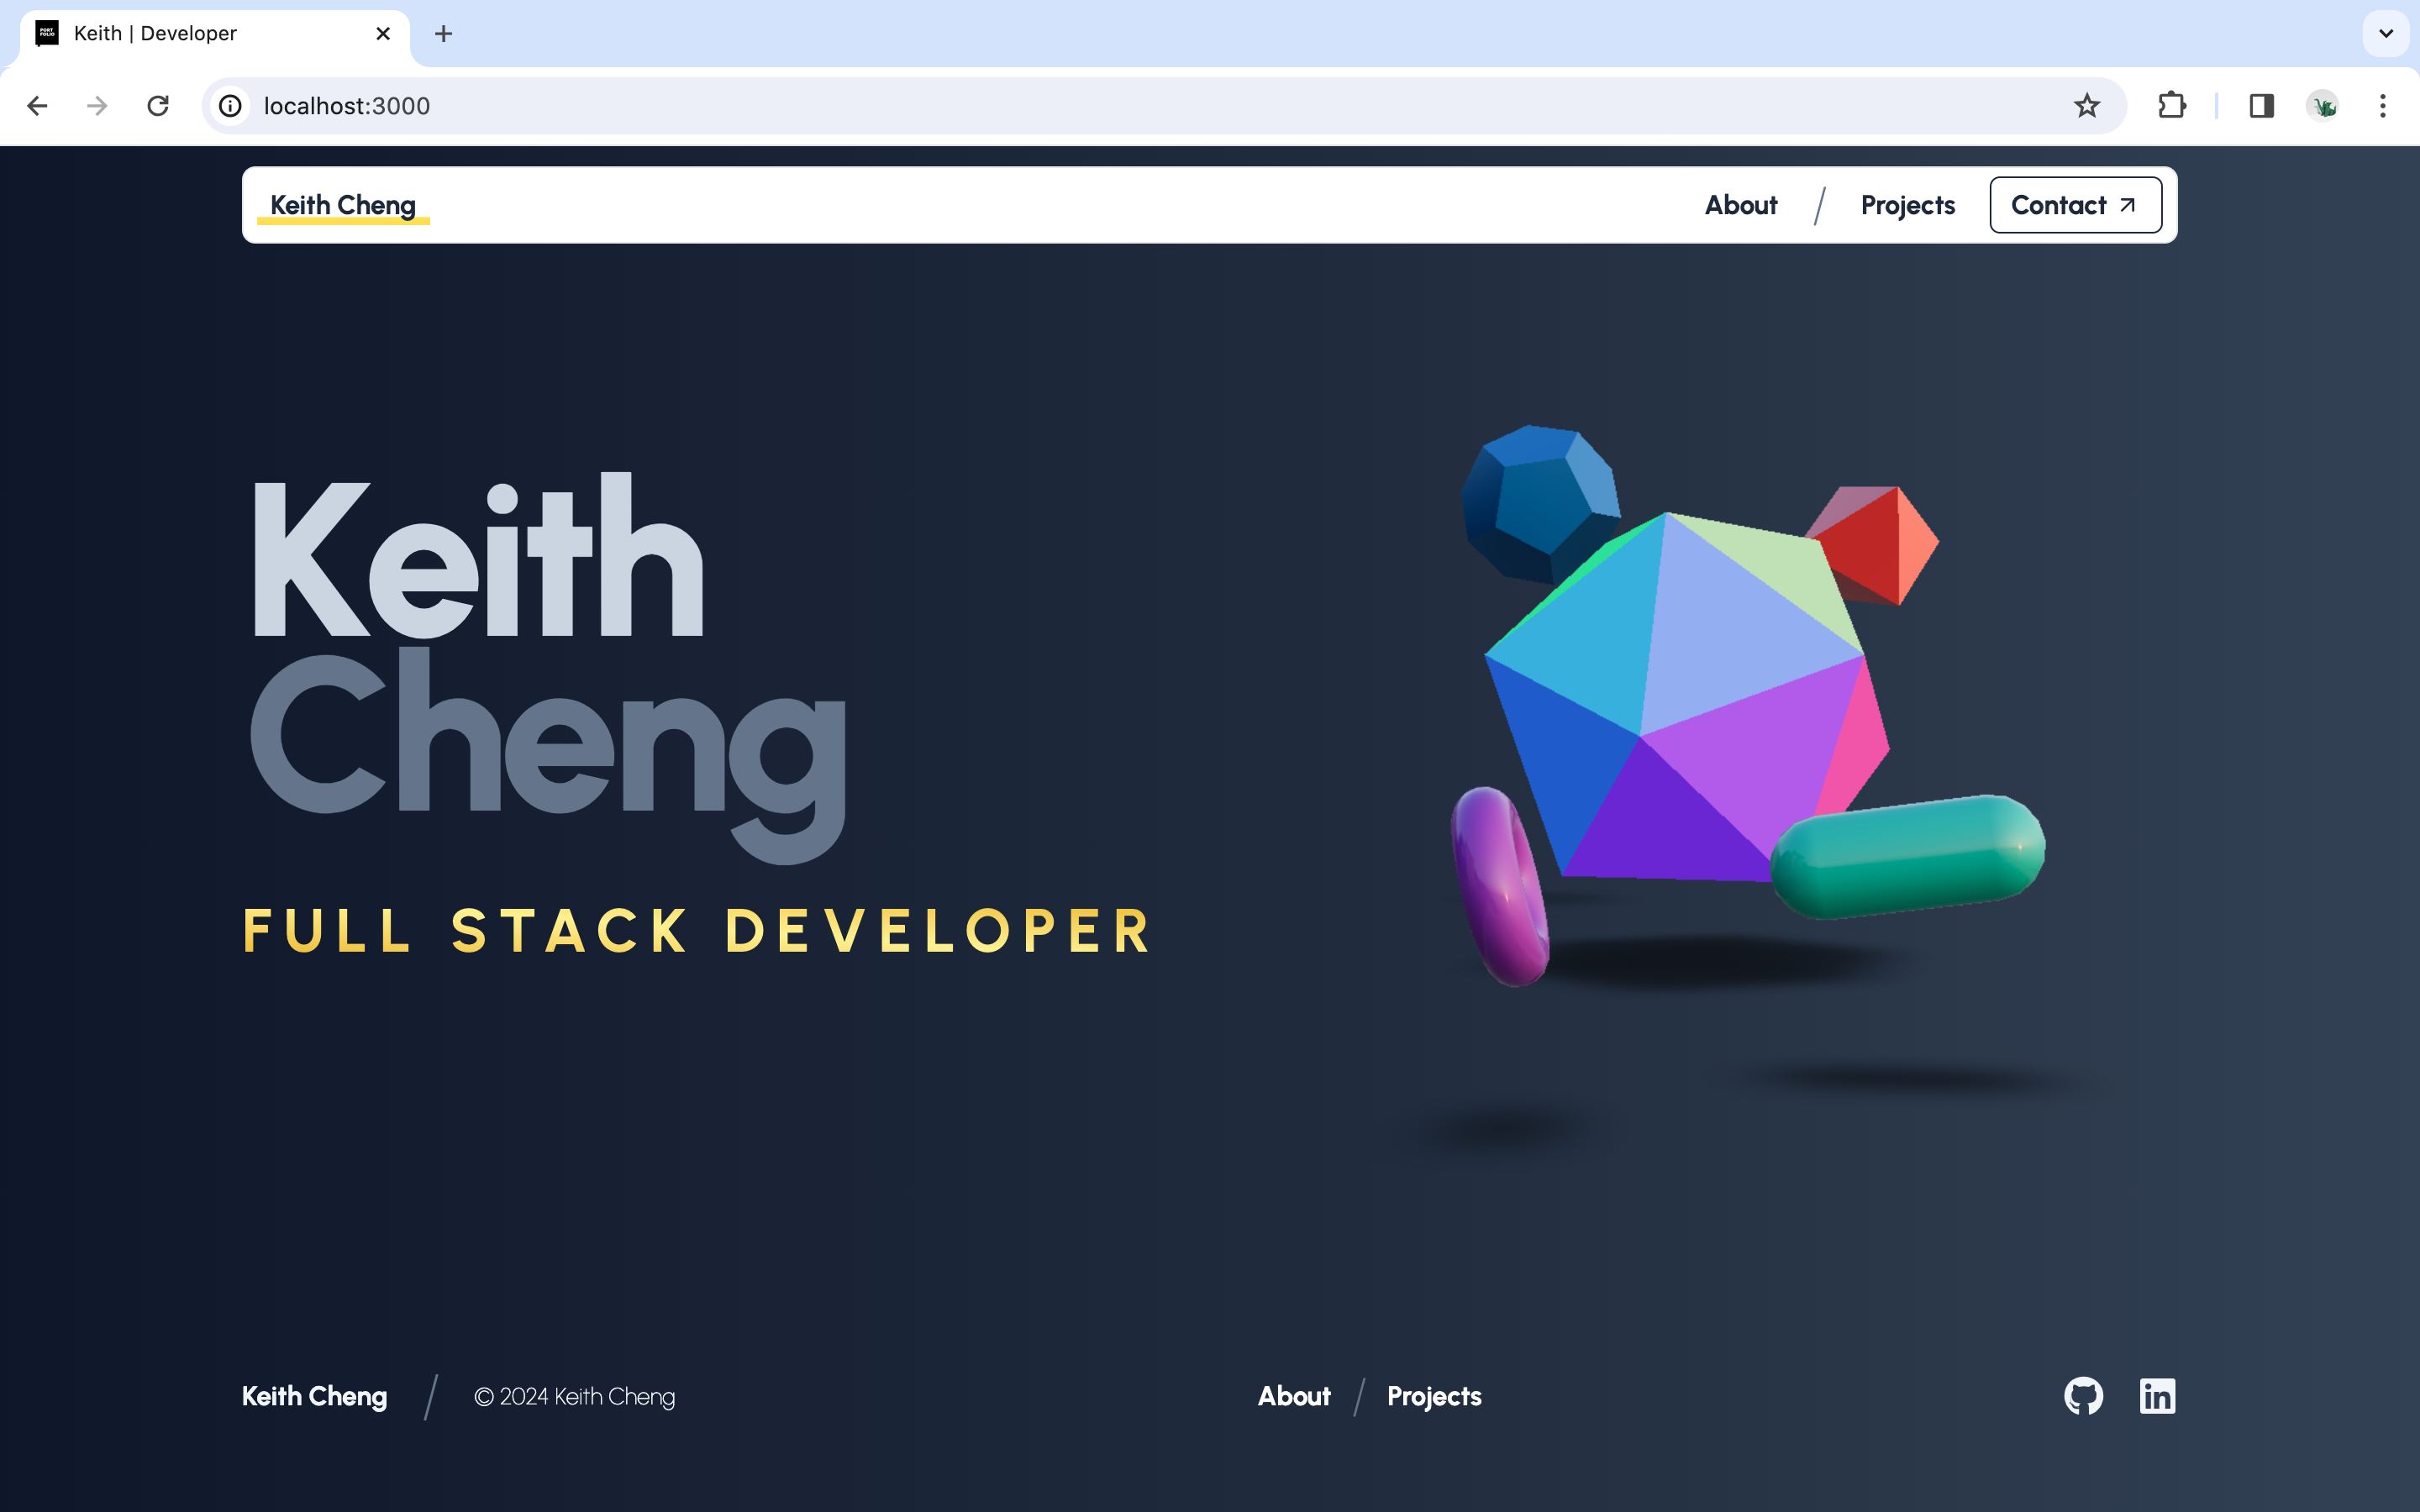 Keith | Developer
localhost:3000
Keith Cheng
About / Projects Contact
Keith
Cheng
FULL STACK DEVELOPER
Keith Cheng / © 2024 Keith Cheng
About / Projects
in